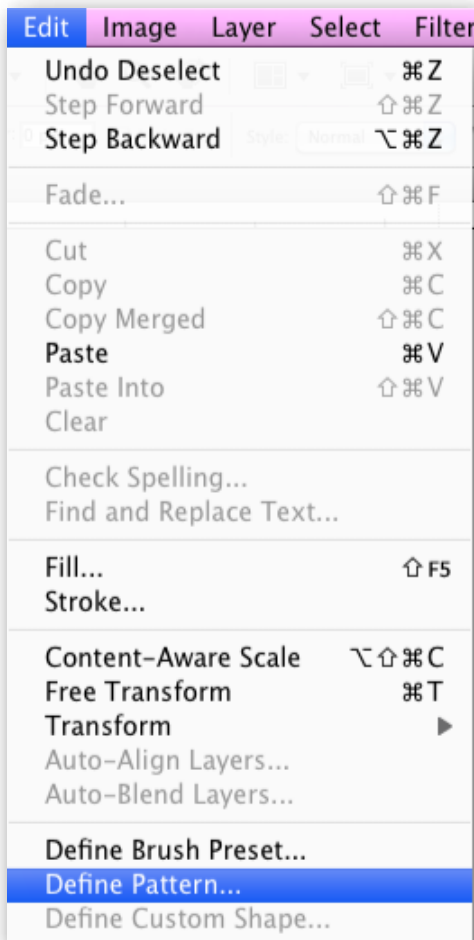 Edit Image Layer Select Filter
Undo Deselect ⌘Z
Step Forward ⇧⌘Z
Step Backward ⌥⌘Z
Style: Normal
Fade... ⇧⌘F
Cut ⌘X
Copy ⌘C
Copy Merged ⇧⌘C
Paste ⌘V
Paste Into ⇧⌘V
Clear
Check Spelling...
Find and Replace Text...
Fill... ⇧F5
Stroke...
Content-Aware Scale ⌥⇧⌘C
Free Transform ⌘T
Transform ▶
Auto-Align Layers...
Auto-Blend Layers...
Define Brush Preset...
Define Pattern...
Define Custom Shape...